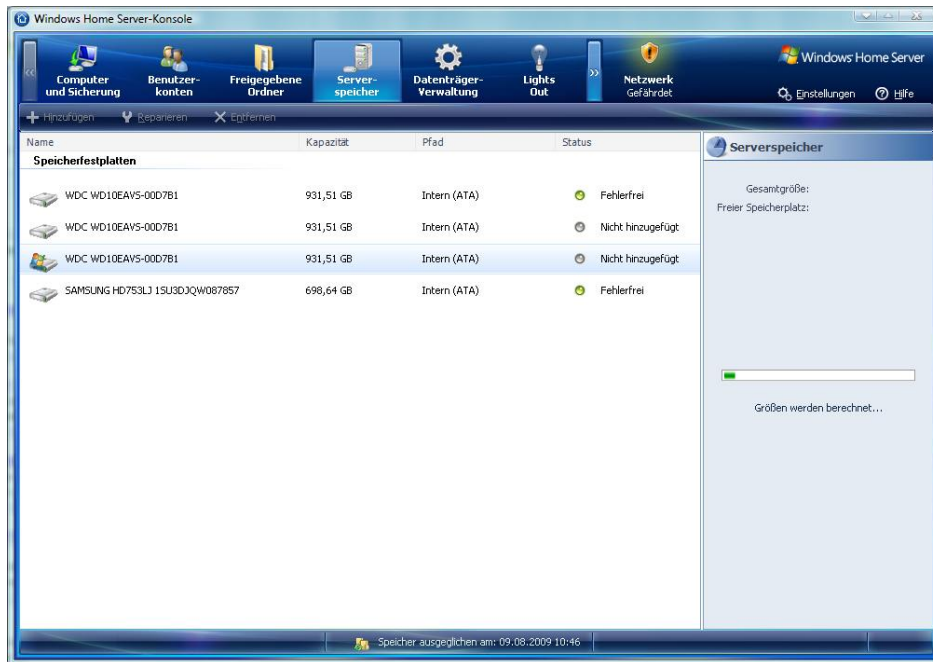 Windows Home Server-Konsole
Computer und Sicherung
Benutzer-konten
Freigegebene Ordner
Server-speicher
Datenträger-Verwaltung
Lights Out
Netzwerk Gefährdet
Windows Home Server
Einstellungen Hilfe
Hinzufügen Reparieren Entfernen
Name Kapazität Pfad Status
Speicherfestplatten
WDC WD10EAVS-00D7B1 931,51 GB Intern (ATA) Fehlerfrei
WDC WD10EAVS-00D7B1 931,51 GB Intern (ATA) Nicht hinzugefügt
WDC WD10EAVS-00D7B1 931,51 GB Intern (ATA) Nicht hinzugefügt
SAMSUNG HD753LJ 1SU3DJQW087857 698,64 GB Intern (ATA) Fehlerfrei
Serverspeicher
Gesamtgröße:
Freier Speicherplatz:
Größen werden berechnet...
Speicher ausgeglichen am: 09.08.2009 10:46